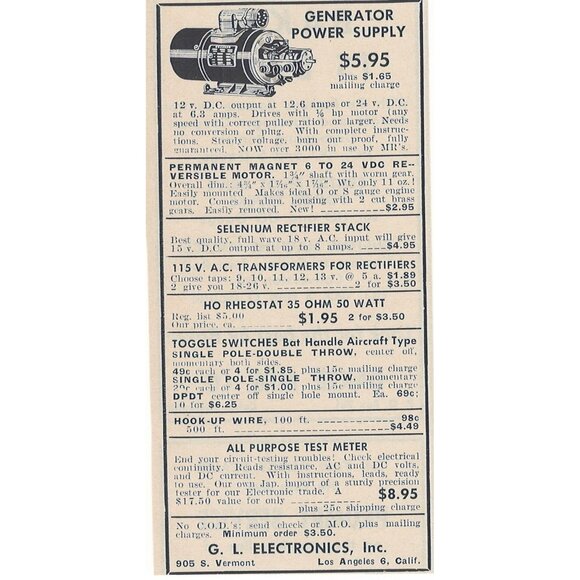 GENERATOR
POWER SUPPLY
$5.95
plus $1.65
mailing charge
12 v. D.C. output at 12.6 amps or 24 v. D.C.
at 6.3 amps. Drives with ⅙ hp motor (any
speed with correct pulley ratio) or larger. Needs
no conversion or plug. With complete instruc-
tions. Steady voltage, burn out proof, fully
guaranteed. NOW over 3000 in use by MR's.
PERMANENT MAGNET 6 TO 24 VDC RE-
VERSIBLE MOTOR. 1¾" shaft with worm gear.
Overall dim.: 4¾" x 1⁷⁄₁₆" x 1⁷⁄₁₆". Wt. only 11 oz.!
Easily mounted Makes ideal O or S gauge engine
motor. Comes in alum. housing with 2 cut brass
gears. Easily removed. New! $2.95
SELENIUM RECTIFIER STACK
Best quality, full wave 18 v. A.C. input will give
15 v. D.C. output at up to 8 amps. $4.95
115 V. A.C. TRANSFORMERS FOR RECTIFIERS
Choose taps: 9, 10, 11, 12, 13 v. @ 5 a. $1.89
2 give you 18-26 v. 2 for $3.50
HO RHEOSTAT 35 OHM 50 WATT
Reg. list $5.00
Our price, ea. $1.95 2 for $3.50
TOGGLE SWITCHES Bat Handle Aircraft Type
SINGLE POLE-DOUBLE THROW, center off,
momentary both sides.
49c each or 4 for $1.85, plus 15c mailing charge
SINGLE POLE-SINGLE THROW, momentary
each or 4 for $1.00, plus 15c mailing charge
DPDT center off single hole mount. Ea. 69c;
10 for $6.25
HOOK-UP WIRE, 100 ft. 98c
500 ft. $4.49
ALL PURPOSE TEST METER
End your circuit-testing troubles! Check electrical
continuity. Reads resistance, AC and DC volts,
and DC current. With instructions, leads, ready
to use. Our own Jap. import of a sturdy precision
tester for our Electronic trade. A
$17.50 value for only $8.95
plus 25c shipping charge
No C.O.D.'s; send check or M.O. plus mailing
charges. Minimum order $3.50.
G. L. ELECTRONICS, Inc.
905 S. Vermont Los Angeles 6, Calif.